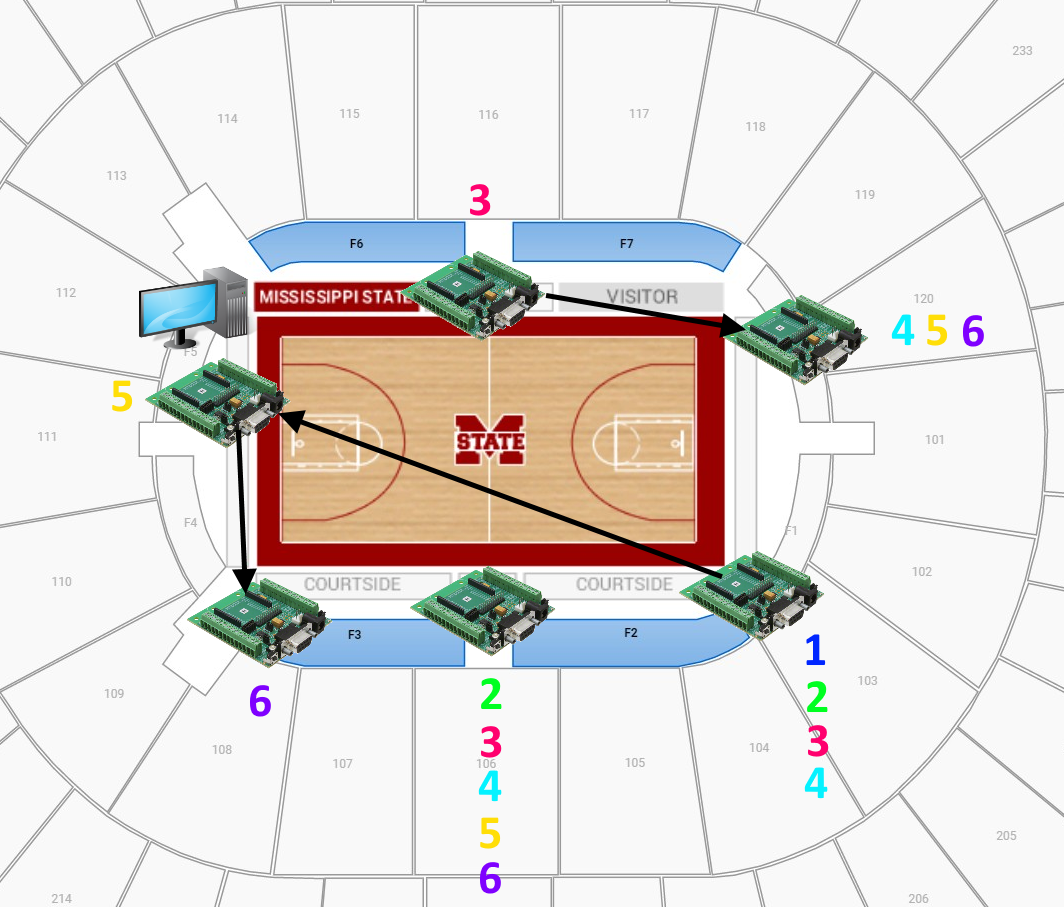 233
114
115
116
117
118
113
119
3
F6
F7
112
MISSISSIPPI STATE
VISITOR
120
4 5 6
F5
5
111
M
STATE
101
F4
F1
110
102
COURTSIDE
COURTSIDE
F3
F2
1
109
6
2
2
103
108
3
3
107
106
105
104
4
4
5
205
6
214
206